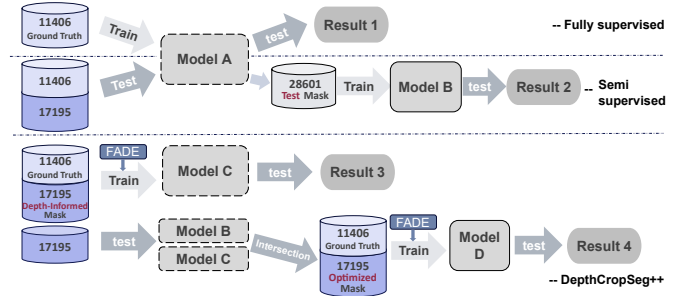 11406
Ground Truth
Train
Model A
test
Result 1
-- Fully supervised
11406
17195
Test
28601
Test Mask
Train
Model B
test
Result 2
-- Semi
supervised
11406
Ground Truth
17195
Depth-Informed
Mask
FADE
Train
Model C
test
Result 3
17195
test
Model B
Model C
Intersection
11406
Ground Truth
17195
Optimized
Mask
FADE
Train
Model
D
test
Result 4
-- DepthCropSeg++